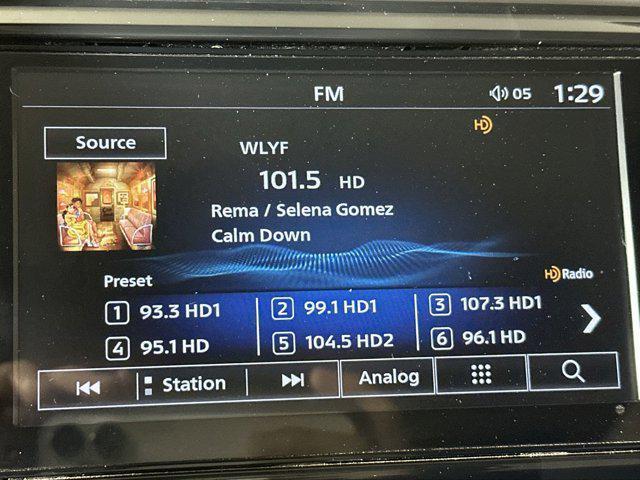 FM
05
1:29
HD
Source
WLYF
101.5 HD
Rema / Selena Gomez
Calm Down
HD Radio
Preset
1 93.3 HD1
2 99.1 HD1
3 107.3 HD1
4 95.1 HD
5 104.5 HD2
6 96.1 HD
Station
Analog